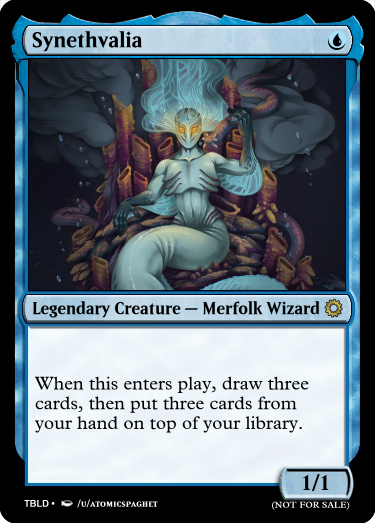 Synethvalia
Legendary Creature — Merfolk Wizard
When this enters play, draw three
cards, then put three cards from
your hand on top of your library.
1/1
TBLD • /U/ATOMICSPAGHET
(NOT FOR SALE)